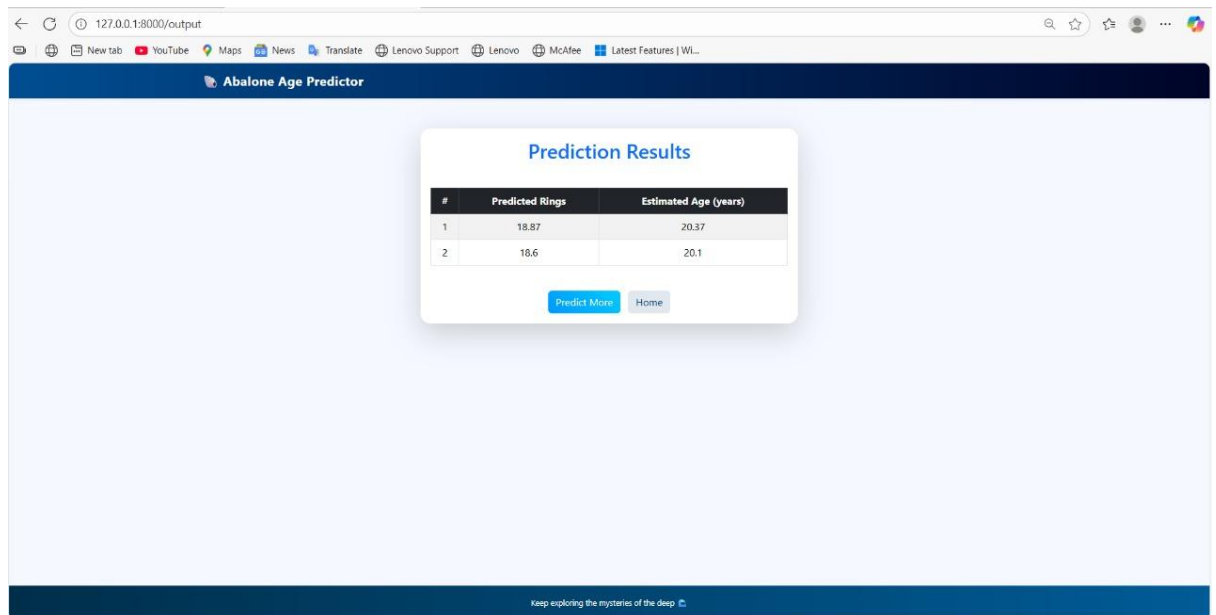 127.0.0.1:8000/output
New tab YouTube Maps News Translate Lenovo Support Lenovo McAfee Latest Features | Wi...
Abalone Age Predictor
Prediction Results
# Predicted Rings Estimated Age (years)
1 18.87 20.37
2 18.6 20.1
Predict More Home
Keep exploring the mysteries of the deep